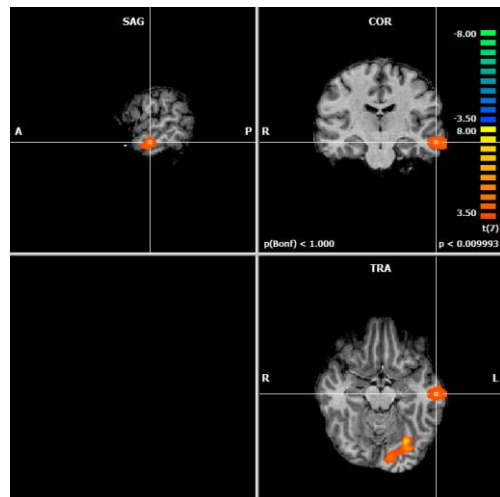 SAG
A
P
COR
R
-8.00
-3.50
8.00
3.50
t(7)
p(Bonf) < 1.000
p < 0.009993
TRA
R
L